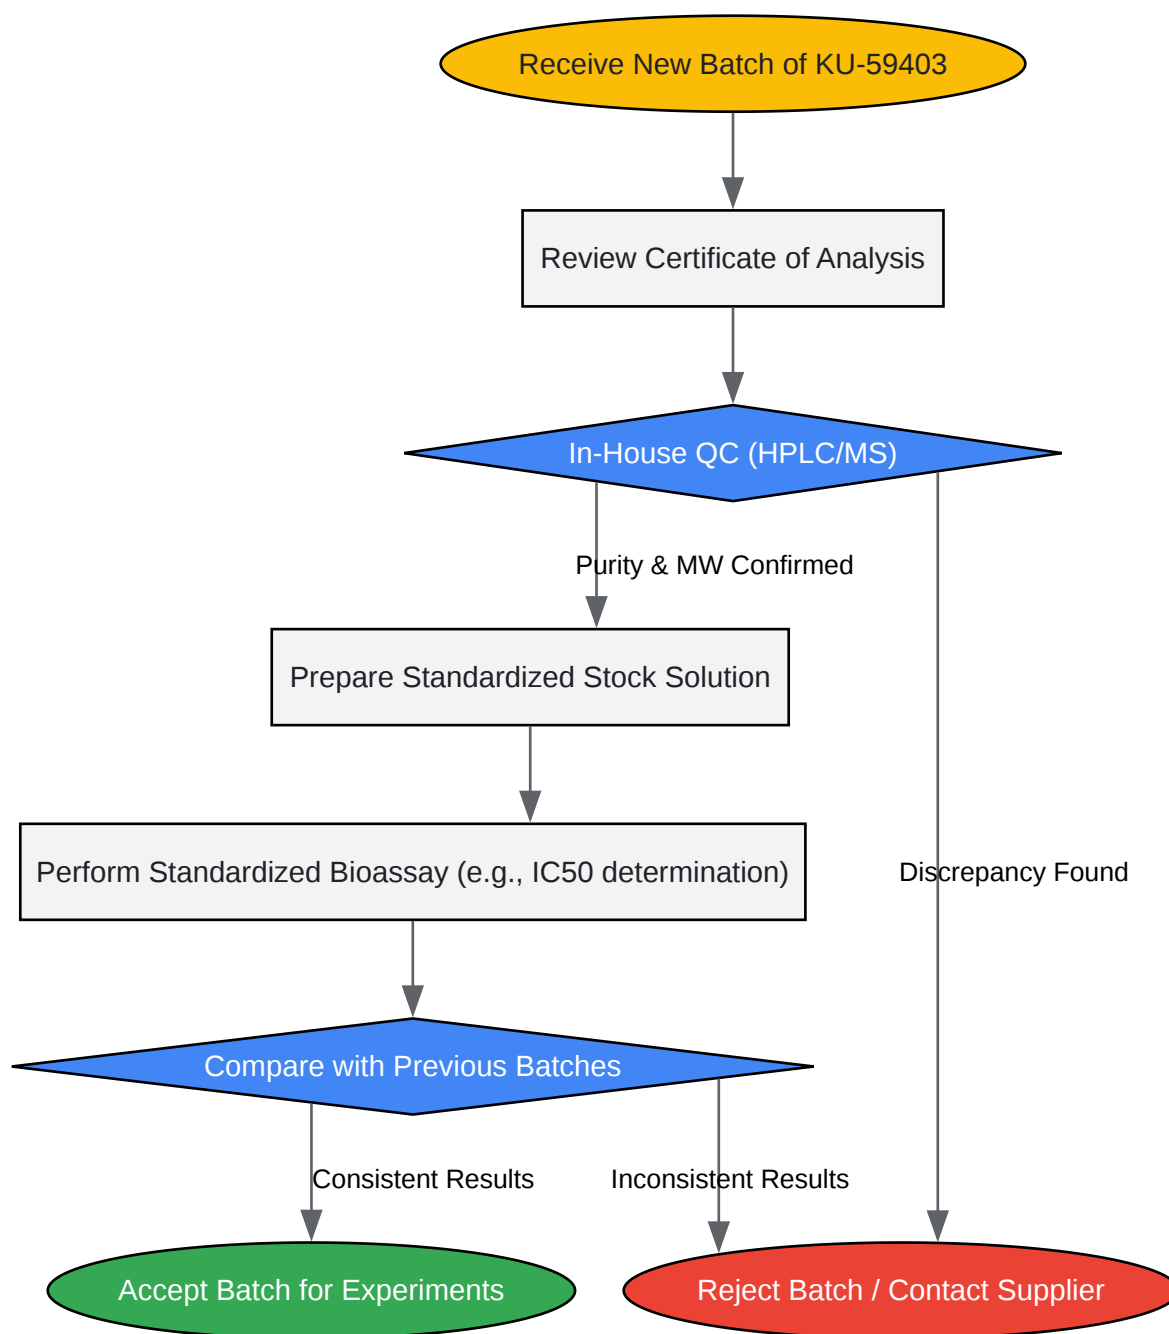 Receive New Batch of KU-59403
Review Certificate of Analysis
In-House QC (HPLC/MS)
Purity & MW Confirmed
Prepare Standardized Stock Solution
Perform Standardized Bioassay (e.g., IC50 determination)
Discrepancy Found
Compare with Previous Batches
Consistent Results
Inconsistent Results
Accept Batch for Experiments
Reject Batch / Contact Supplier